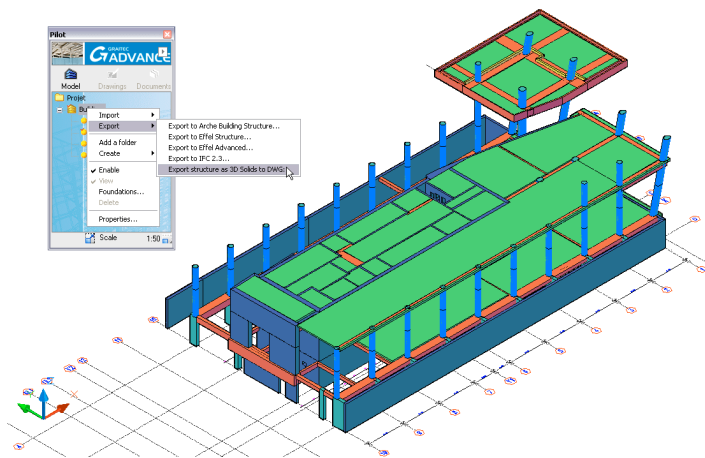 Pilot
GRAITEC
ADVANCE
Model
Drawings
Documents
Projet
Import
Export
Add a folder
Create
Enable
View
Foundations...
Delete
Properties...
Export to Arche Building Structure...
Export to Effel Structure...
Export to Effel Advanced...
Export to IFC 2.3...
Export structure as 3D Solids to DWG...
Scale
1:50